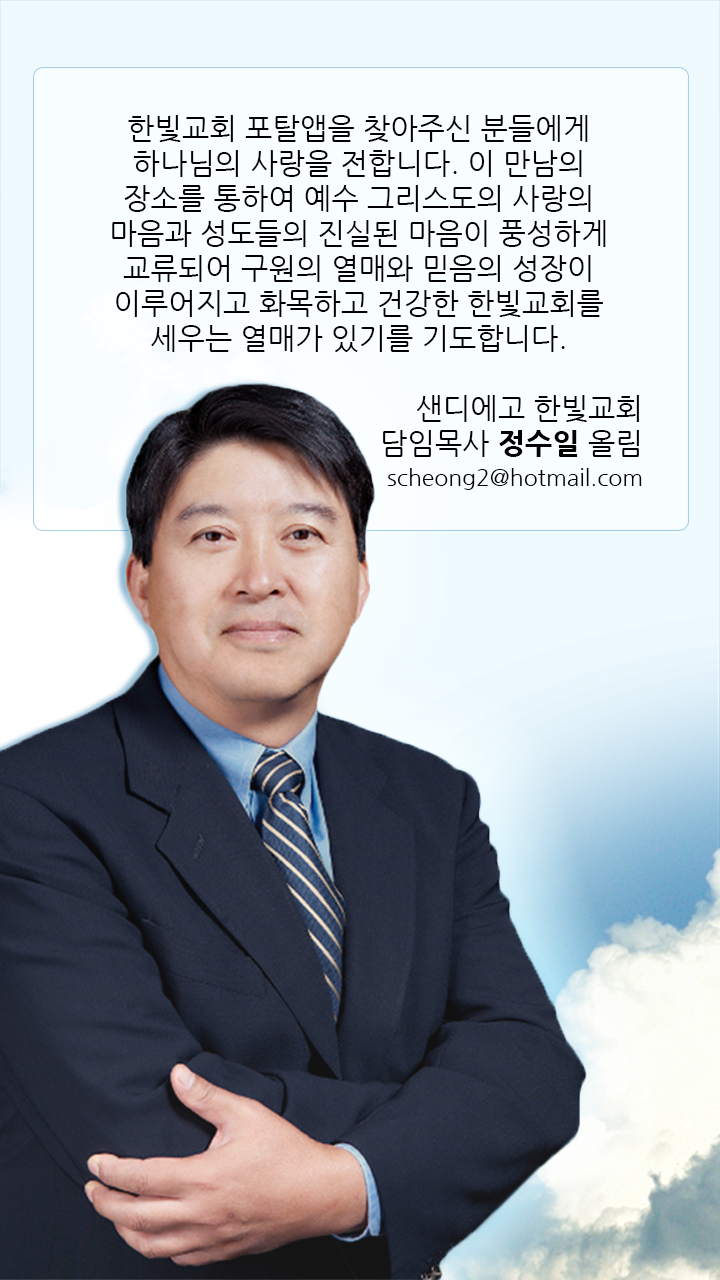 한빛교회 포탈앱을 찾아주신 분들에게
하나님의 사랑을 전합니다. 이 만남의
장소를 통하여 예수 그리스도의 사랑의
마음과 성도들의 진실된 마음이 풍성하게
교류되어 구원의 열매와 믿음의 성장이
이루어지고 화목하고 건강한 한빛교회를
세우는 열매가 있기를 기도합니다.
샌디에고 한빛교회
담임목사 정수일 올림
scheong2@hotmail.com